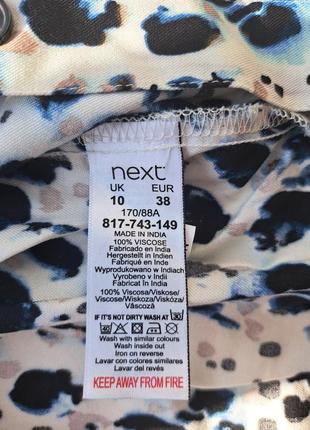 next
UK EUR
10 38
170/88A
817-743-149
MADE IN INDIA
100% VISCOSE
Fabricado en India
Hergestellt in Indien
Fabriqué en Inde
Wyprodukowano w Indiach
Vyrobeno v Indii
Fabricat în India
100% Viscosa/Viskose/
Viscose/Wiskoza/Viskóza/
Vâscoză
IF IT'S NOT DIRTY WASH AT 30
Wash with similar colours
Wash inside out
Iron on reverse
Lavar con colores similares
Lavar del revés
KEEP AWAY FROM FIRE